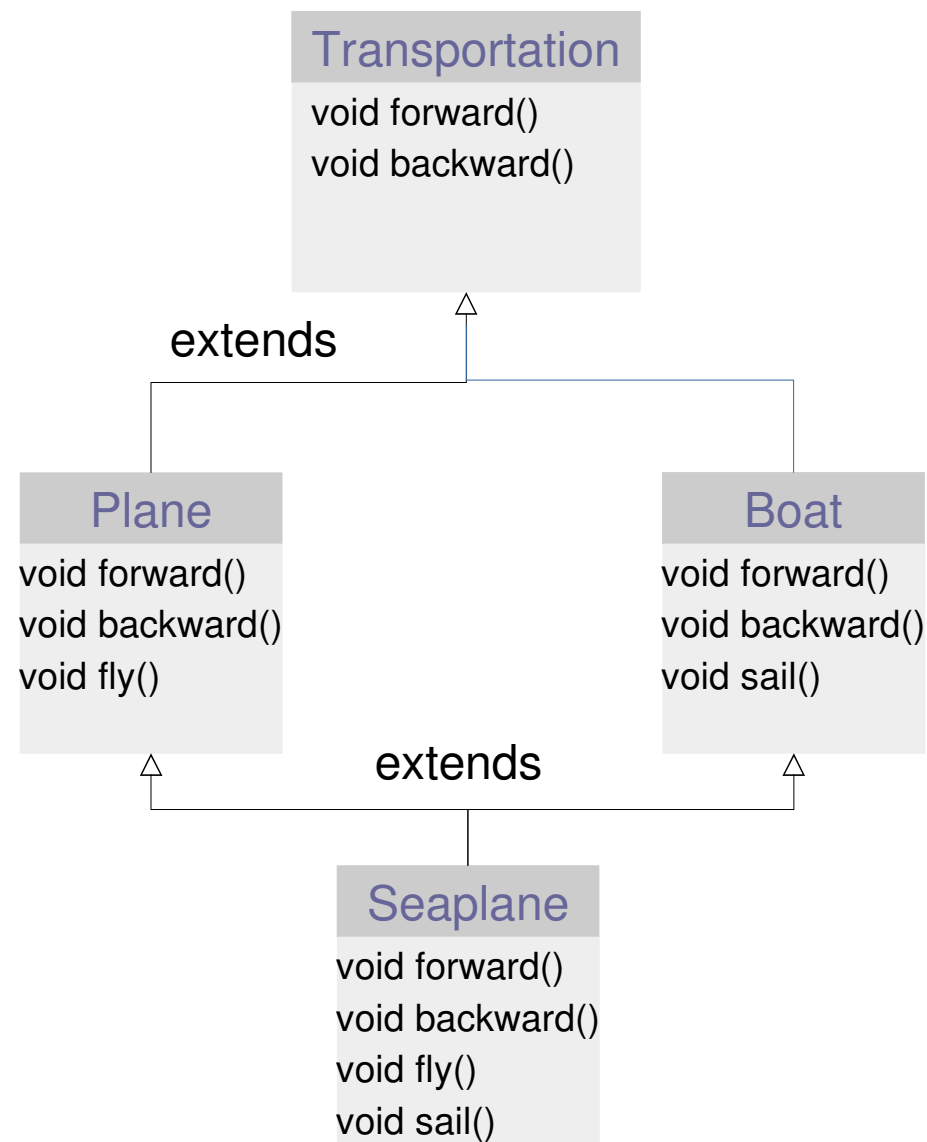 Transportation
void forward()
void backward()
extends
Plane
void forward()
void backward()
void fly()
Boat
void forward()
void backward()
void sail()
extends
Seaplane
void forward()
void backward()
void fly()
void sail()